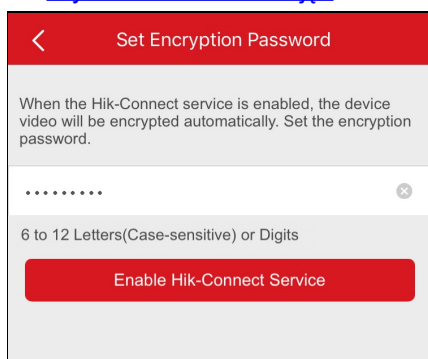 Set Encryption Password
When the Hik-Connect service is enabled, the device
video will be encrypted automatically. Set the encryption
password.
•••••••••
6 to 12 Letters(Case-sensitive) or Digits
Enable Hik-Connect Service